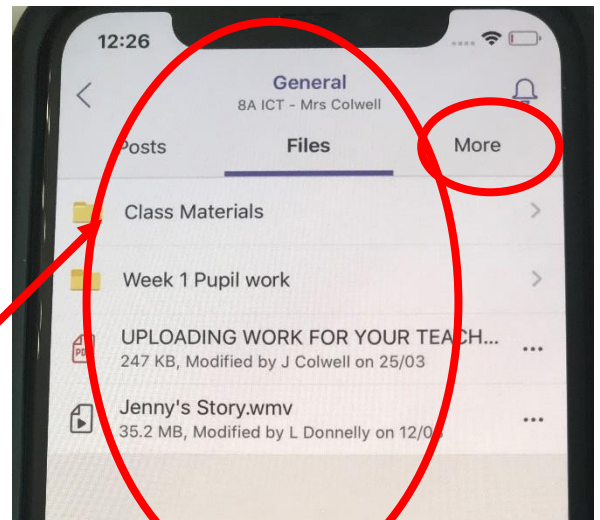 12:26
General
8A ICT - Mrs Colwell
Posts
Files
More
Class Materials
Week 1 Pupil work
PDF
UPLOADING WORK FOR YOUR TEACH...
247 KB, Modified by J Colwell on 25/03
Jenny's Story.wmv
35.2 MB, Modified by L Donnelly on